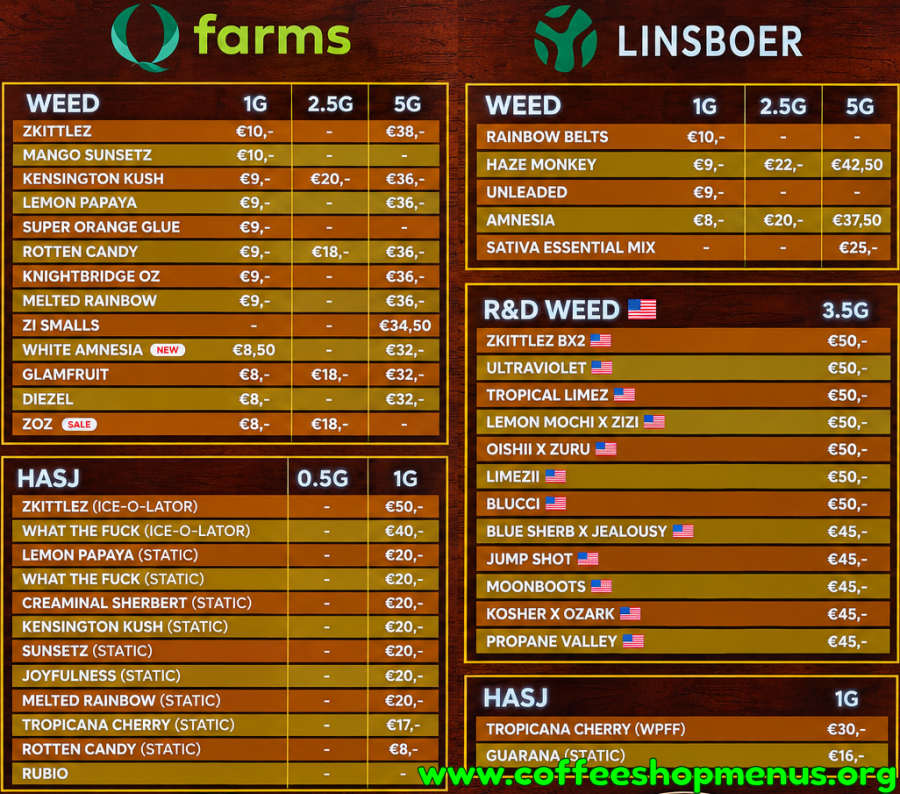 farms
WEED 1G 2.5G 5G
ZKITTLEZ €10,- - €38,-
MANGO SUNSETZ €10,- - -
KENSINGTON KUSH €9,- €20,- €36,-
LEMON PAPAYA €9,- - €36,-
SUPER ORANGE GLUE €9,- - -
ROTTEN CANDY €9,- €18,- €36,-
KNIGHTBRIDGE OZ €9,- - €36,-
MELTED RAINBOW €9,- - €36,-
ZI SMALLS - - €34,50
WHITE AMNESIA NEW €8,50 - €32,-
GLAMFRUIT €8,- €18,- €32,-
DIEZEL €8,- - €32,-
ZOZ SALE €8,- €18,- -
HASJ 0.5G 1G
ZKITTLEZ (ICE-O-LATOR) - €50,-
WHAT THE FUCK (ICE-O-LATOR) - €40,-
LEMON PAPAYA (STATIC) - €20,-
WHAT THE FUCK (STATIC) - €20,-
CREAMINAL SHERBERT (STATIC) - €20,-
KENSINGTON KUSH (STATIC) - €20,-
SUNSETZ (STATIC) - €20,-
JOYFULNESS (STATIC) - €20,-
MELTED RAINBOW (STATIC) - €20,-
TROPICANA CHERRY (STATIC) - €17,-
ROTTEN CANDY (STATIC) - €8,-
RUBIO - -
LINSBOER
WEED 1G 2.5G 5G
RAINBOW BELTS €10,- - -
HAZE MONKEY €9,- €22,- €42,50
UNLEADED €9,- - -
AMNESIA €8,- €20,- €37,50
SATIVA ESSENTIAL MIX - - €25,-
R&D WEED 3.5G
ZKITTLEZ BX2 €50,-
ULTRAVIOLET €50,-
TROPICAL LIMEZ €50,-
LEMON MOCHI X ZIZI €50,-
OISHII X ZURU €50,-
LIMEZII €50,-
BLUCCI €50,-
BLUE SHERB X JEALOUSY €45,-
JUMP SHOT €45,-
MOONBOOTS €45,-
KOSHER X OZARK €45,-
PROPANE VALLEY €45,-
HASJ 1G
TROPICANA CHERRY (WPFF) €30,-
GUARANA (STATIC) €16,-
www.coffeeshopmenus.org